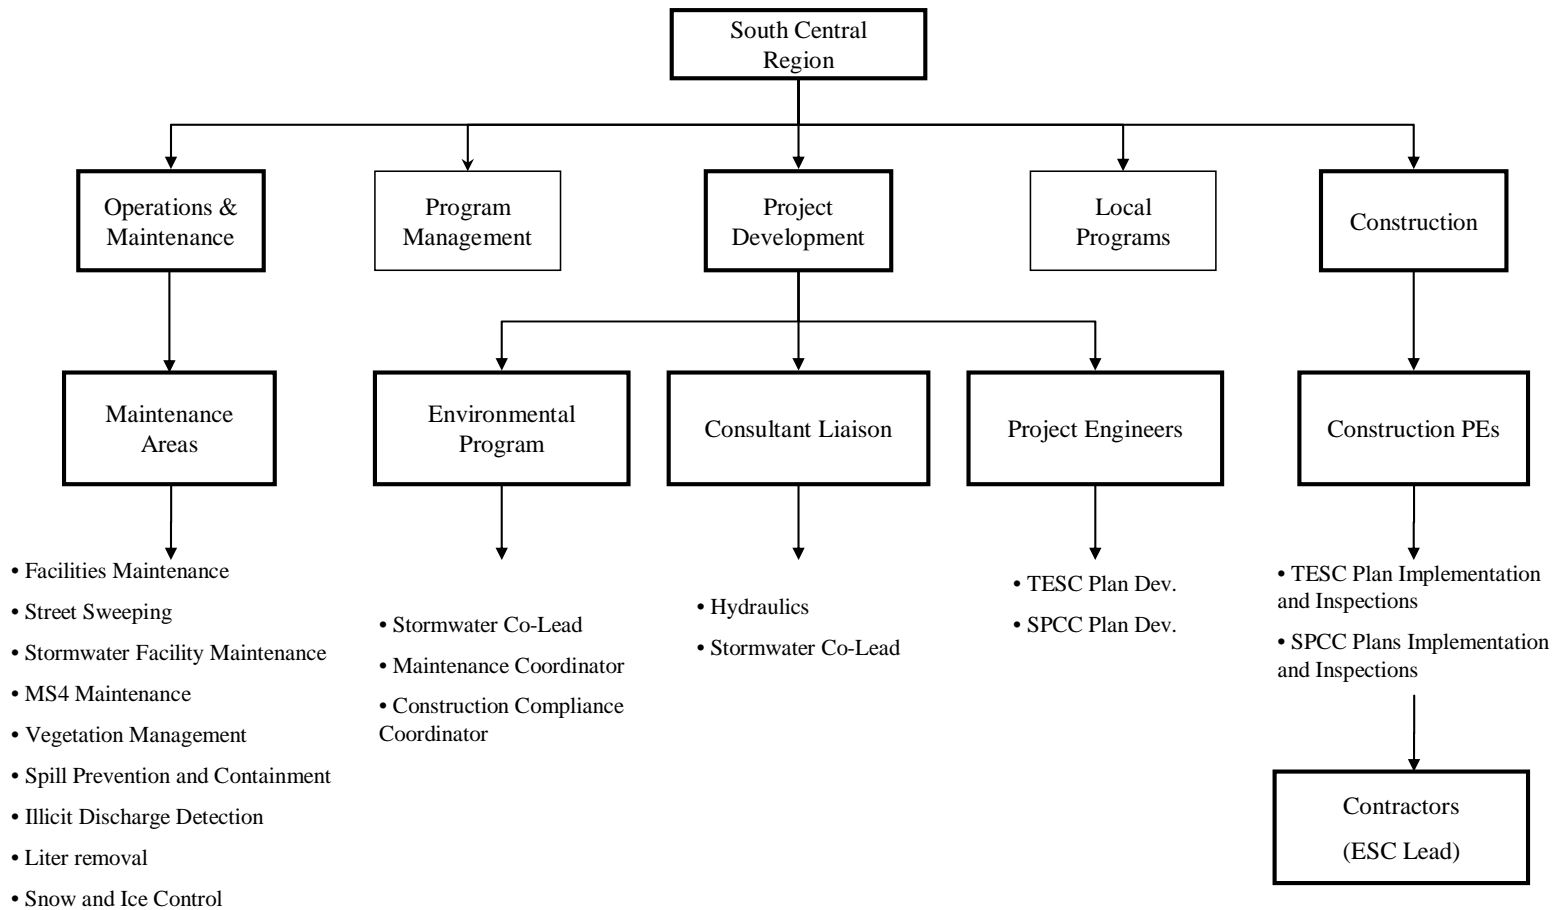 South Central
Region
Operations &
Maintenance
Program
Management
Project
Development
Local
Programs
Construction
Maintenance
Areas
Environmental
Program
Consultant Liaison
Project Engineers
Construction PEs
• Facilities Maintenance
• Street Sweeping
• Stormwater Facility Maintenance
• MS4 Maintenance
• Vegetation Management
• Spill Prevention and Containment
• Illicit Discharge Detection
• Liter removal
• Snow and Ice Control
• Stormwater Co-Lead
• Maintenance Coordinator
• Construction Compliance
Coordinator
• Hydraulics
• Stormwater Co-Lead
• TESC Plan Dev.
• SPCC Plan Dev.
• TESC Plan Implementation
and Inspections
• SPCC Plans Implementation
and Inspections
Contractors
(ESC Lead)